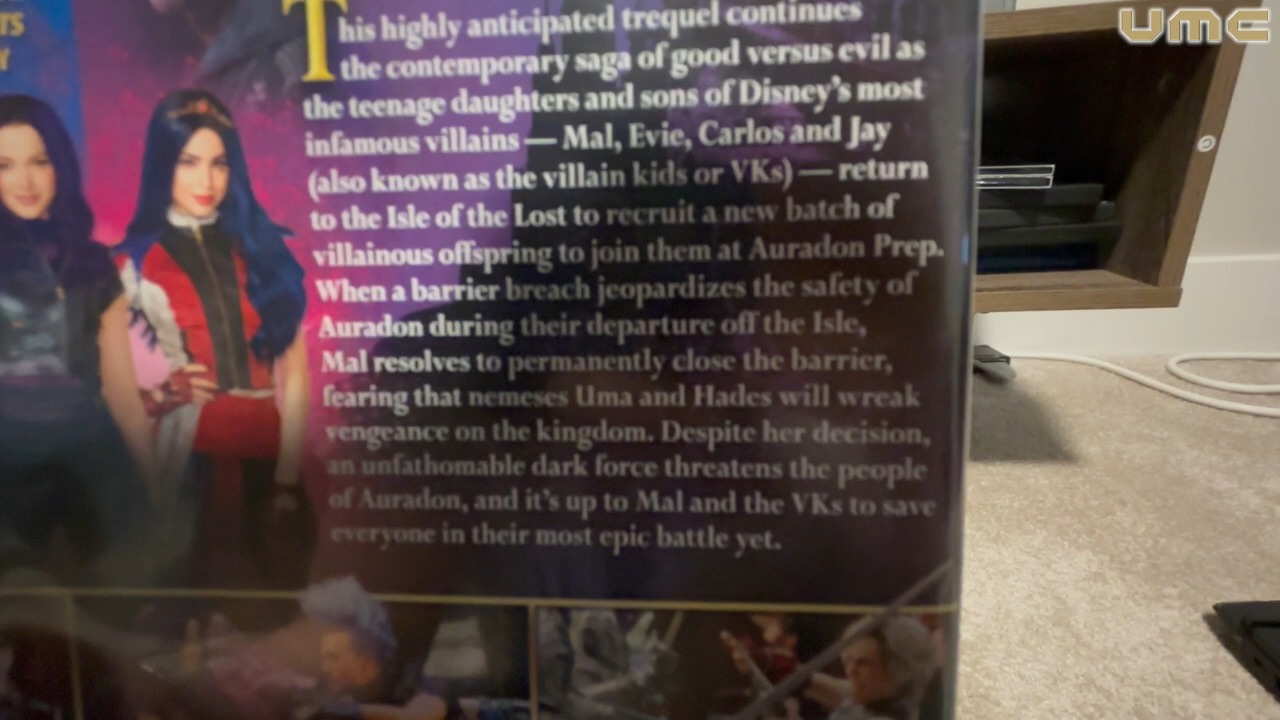 UMC
RS
Y
This highly anticipated trequel continues
the contemporary saga of good versus evil as
the teenage daughters and sons of Disney's most
infamous villains — Mal, Evie, Carlos and Jay
(also known as the villain kids or VKs) — return
to the Isle of the Lost to recruit a new batch of
villainous offspring to join them at Auradon Prep.
When a barrier breach jeopardizes the safety of
Auradon during their departure off the Isle,
Mal resolves to permanently close the barrier,
fearing that nemeses Uma and Hades will wreak
vengeance on the kingdom. Despite her decision,
an unfathomable dark force threatens the people
of Auradon, and it's up to Mal and the VKs to save
everyone in their most epic battle yet.